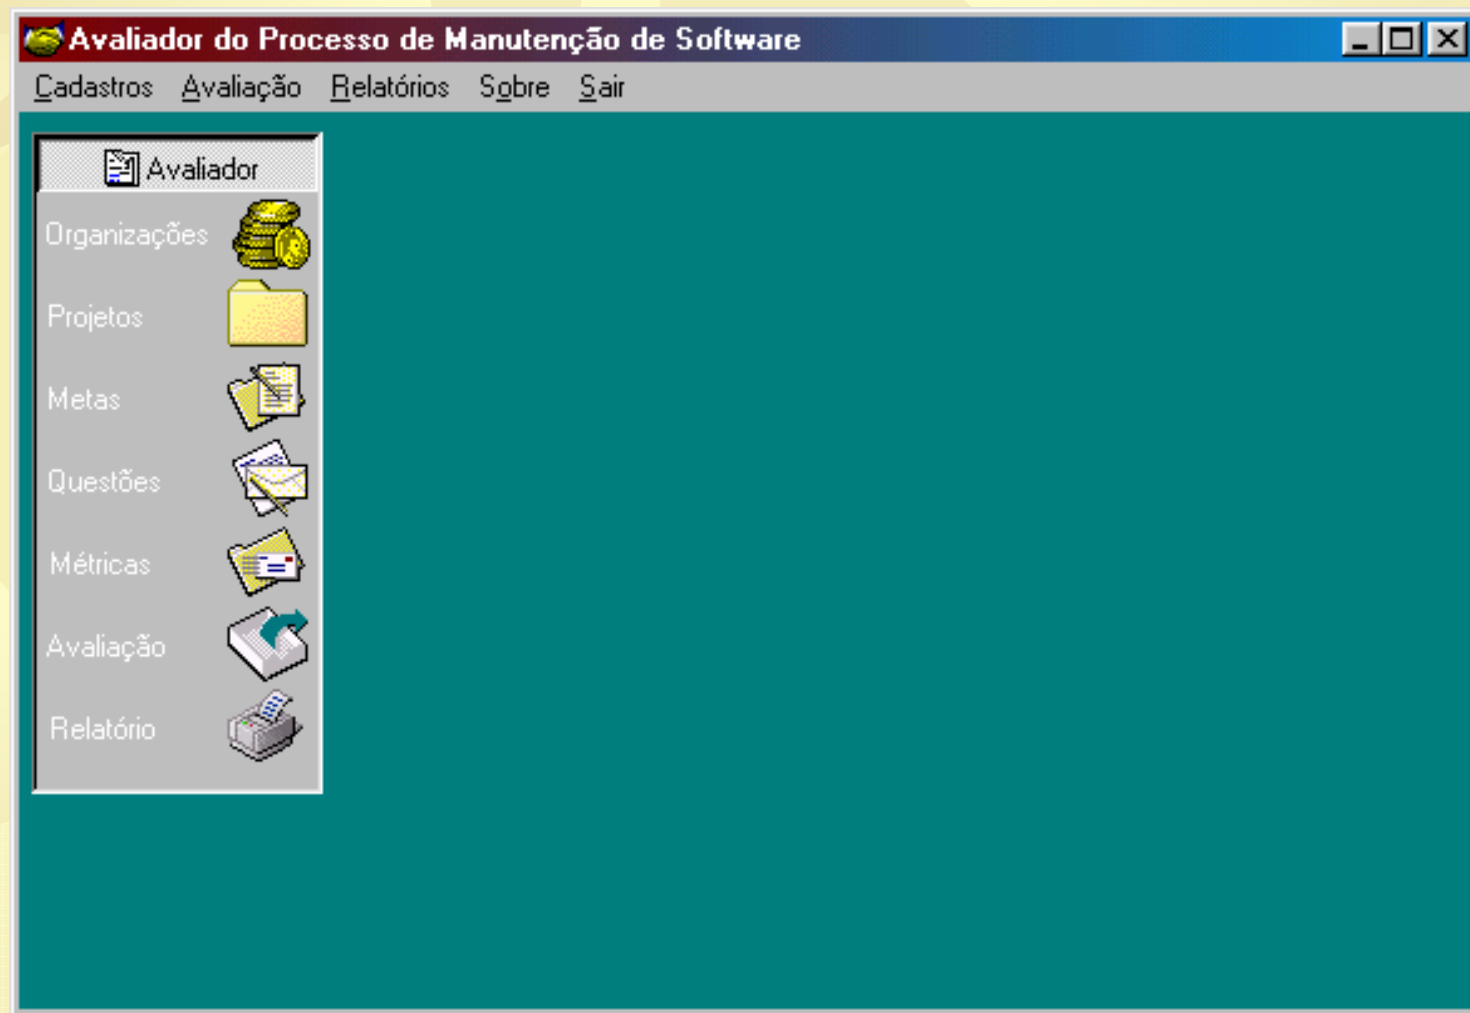 Avaliador do Processo de Manutenção de Software
Cadastros Avaliação Relatórios Sobre Sair
Avaliador
Organizações
Projetos
Metas
Questões
Métricas
Avaliação
Relatório